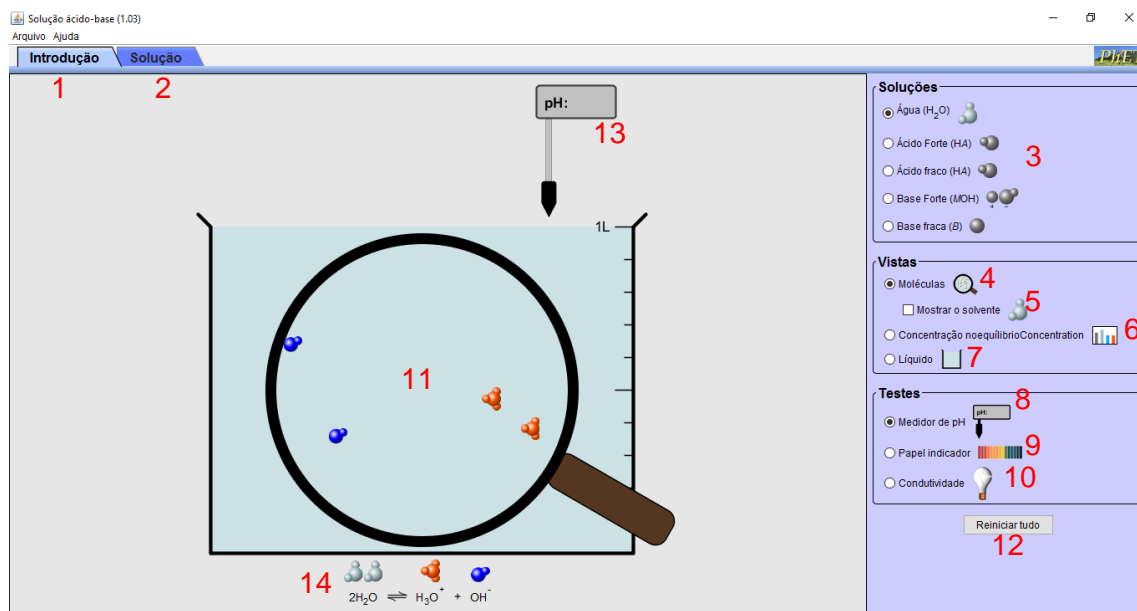 Solução ácido-base (1.03)
Arquivo Ajuda
Introdução Solução
PhET
1 2
pH:
13
1L
11
14
2H₂O ⇌ H₃O⁺ + OH⁻
Soluções
Água (H₂O)
Ácido Forte (HA)
3
Ácido fraco (HA)
Base Forte (MOH)
+ −
Base fraca (B)
Vistas
Moléculas 4
Mostrar o solvente 5
Concentração noequilíbrioConcentration 6
Líquido 7
Testes
Medidor de pH pH: 8
Papel indicador 9
Condutividade 10
Reiniciar tudo
12